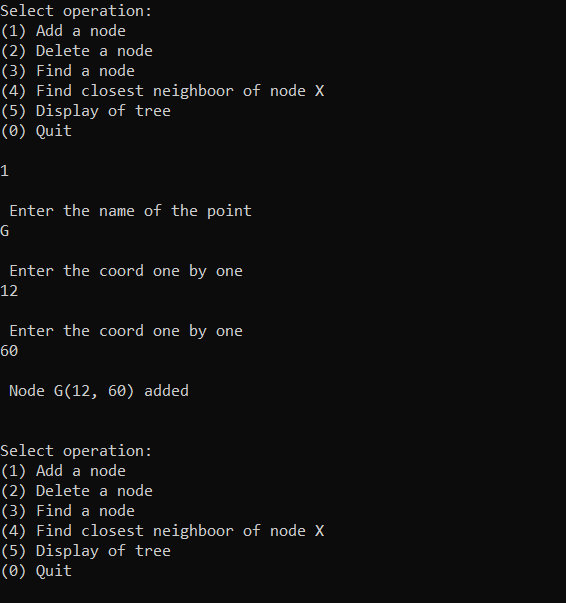 Select operation:
(1) Add a node
(2) Delete a node
(3) Find a node
(4) Find closest neighboor of node X
(5) Display of tree
(0) Quit
1
Enter the name of the point
G
Enter the coord one by one
12
Enter the coord one by one
60
Node G(12, 60) added
Select operation:
(1) Add a node
(2) Delete a node
(3) Find a node
(4) Find closest neighboor of node X
(5) Display of tree
(0) Quit